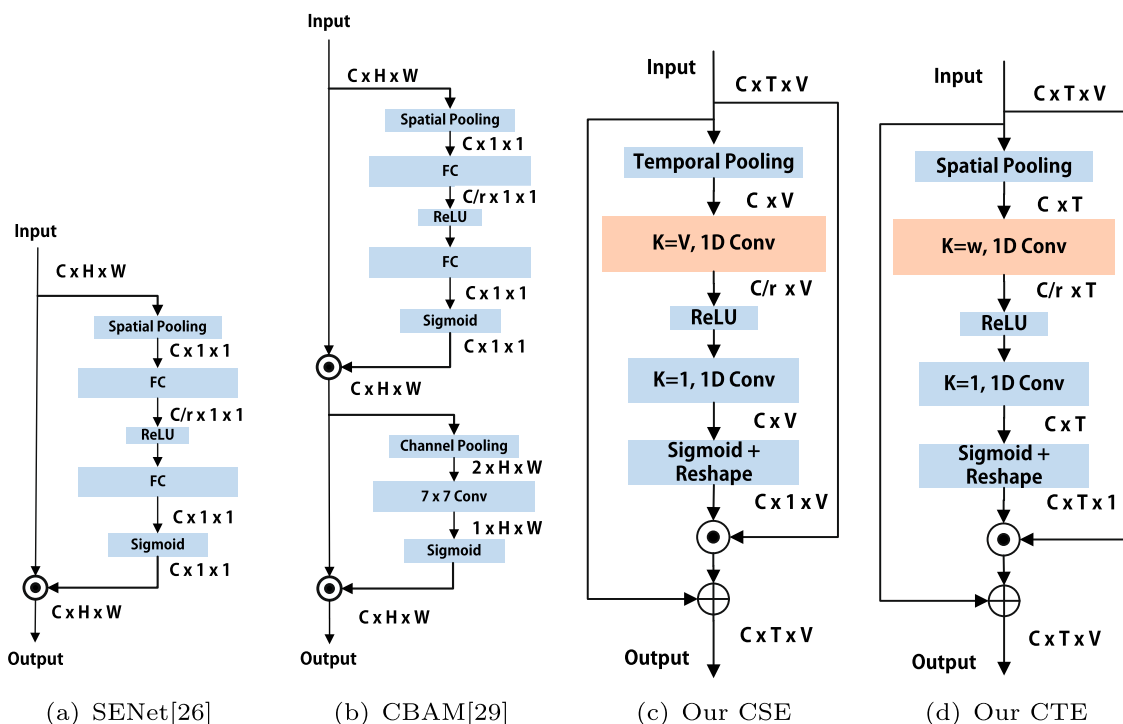 Input
C x H x W
Spatial Pooling
C x 1 x 1
FC
C/r x 1 x 1
ReLU
FC
C x 1 x 1
Sigmoid
C x 1 x 1
C x H x W
Output
(a) SENet[26]
Input
C x H x W
Spatial Pooling
C x 1 x 1
FC
C/r x 1 x 1
ReLU
FC
C x 1 x 1
Sigmoid
C x 1 x 1
C x H x W
Channel Pooling
2 x H x W
7 x 7 Conv
1 x H x W
Sigmoid
C x H x W
Output
(b) CBAM[29]
Input
C x T x V
Temporal Pooling
C x V
K=V, 1D Conv
C/r x V
ReLU
K=1, 1D Conv
C x V
Sigmoid +
Reshape
C x 1 x V
C x T x V
Output
(c) Our CSE
Input
C x T x V
Spatial Pooling
C x T
K=w, 1D Conv
C/r x T
ReLU
K=1, 1D Conv
C x T
Sigmoid +
Reshape
C x T x 1
C x T x V
Output
(d) Our CTE